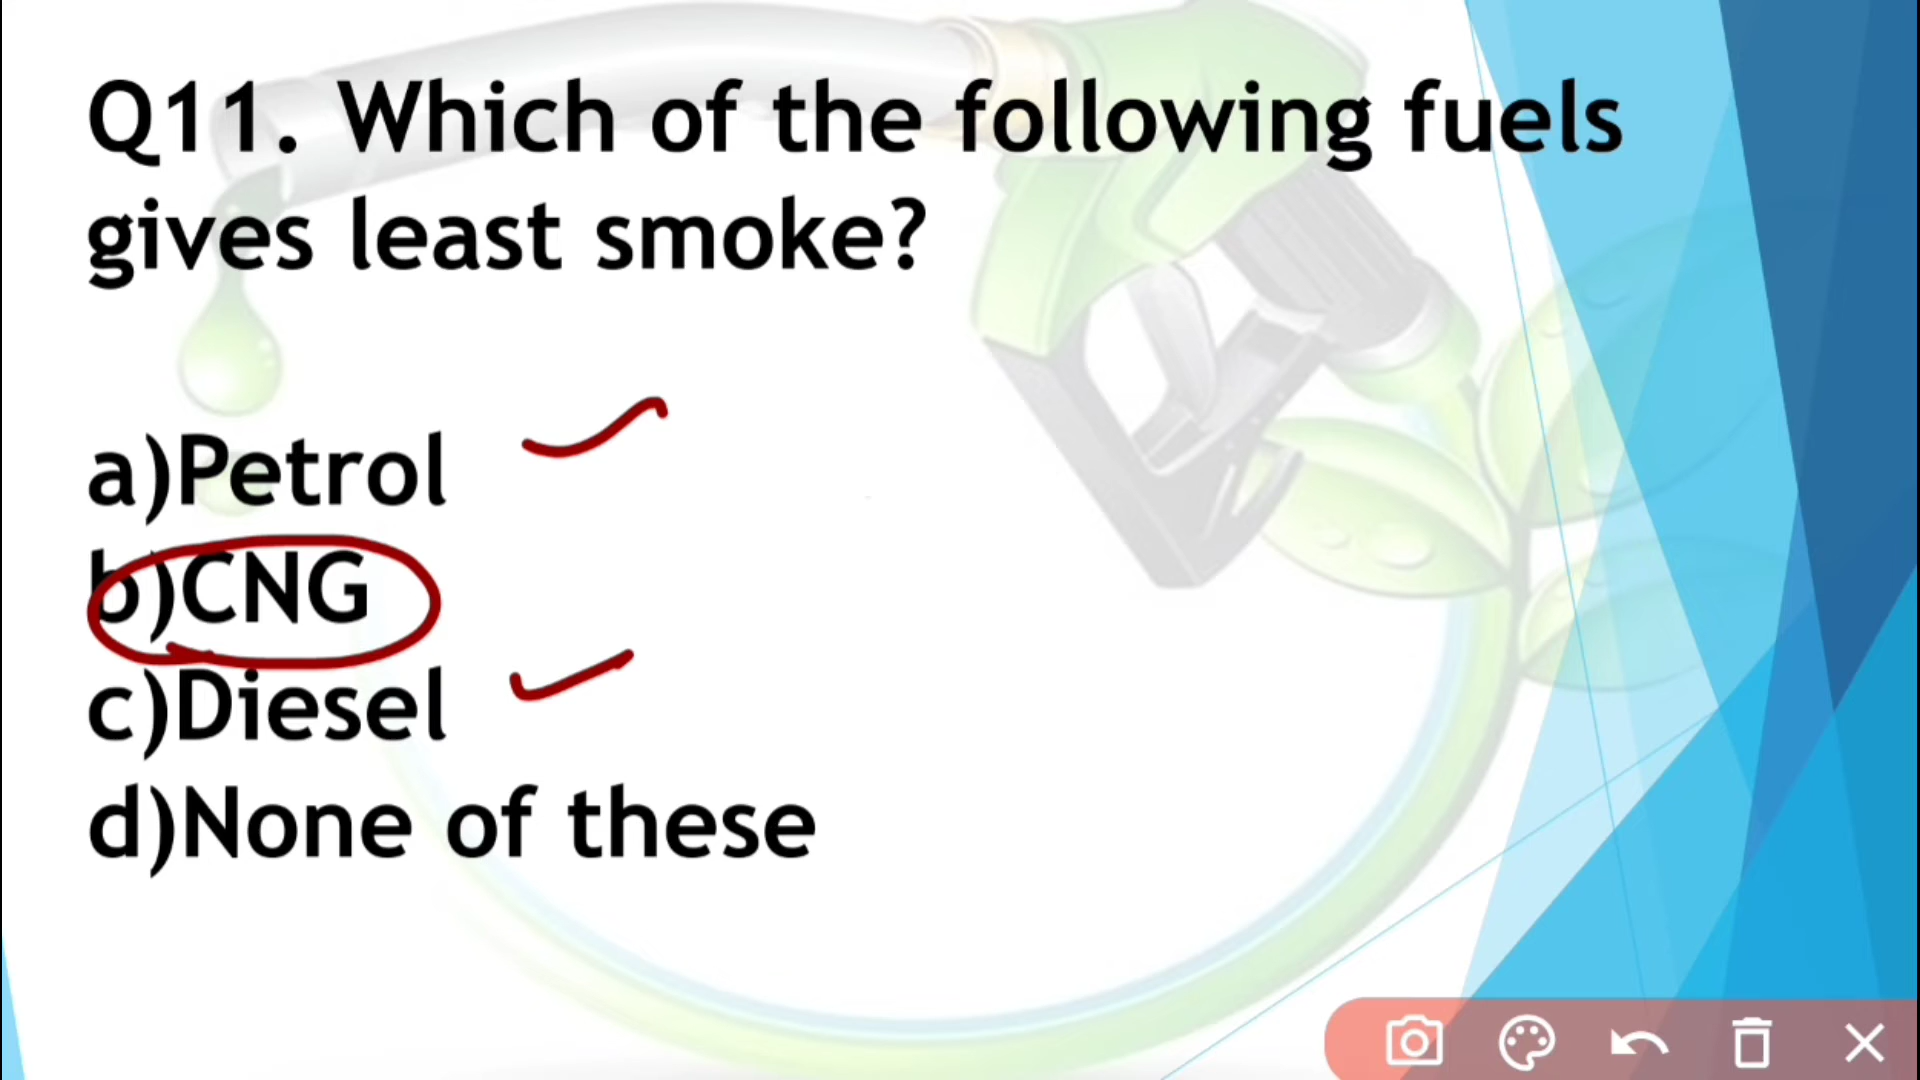 Q11. Which of the following fuels
gives least smoke?
a)Petrol
b)CNG
c)Diesel
d)None of these